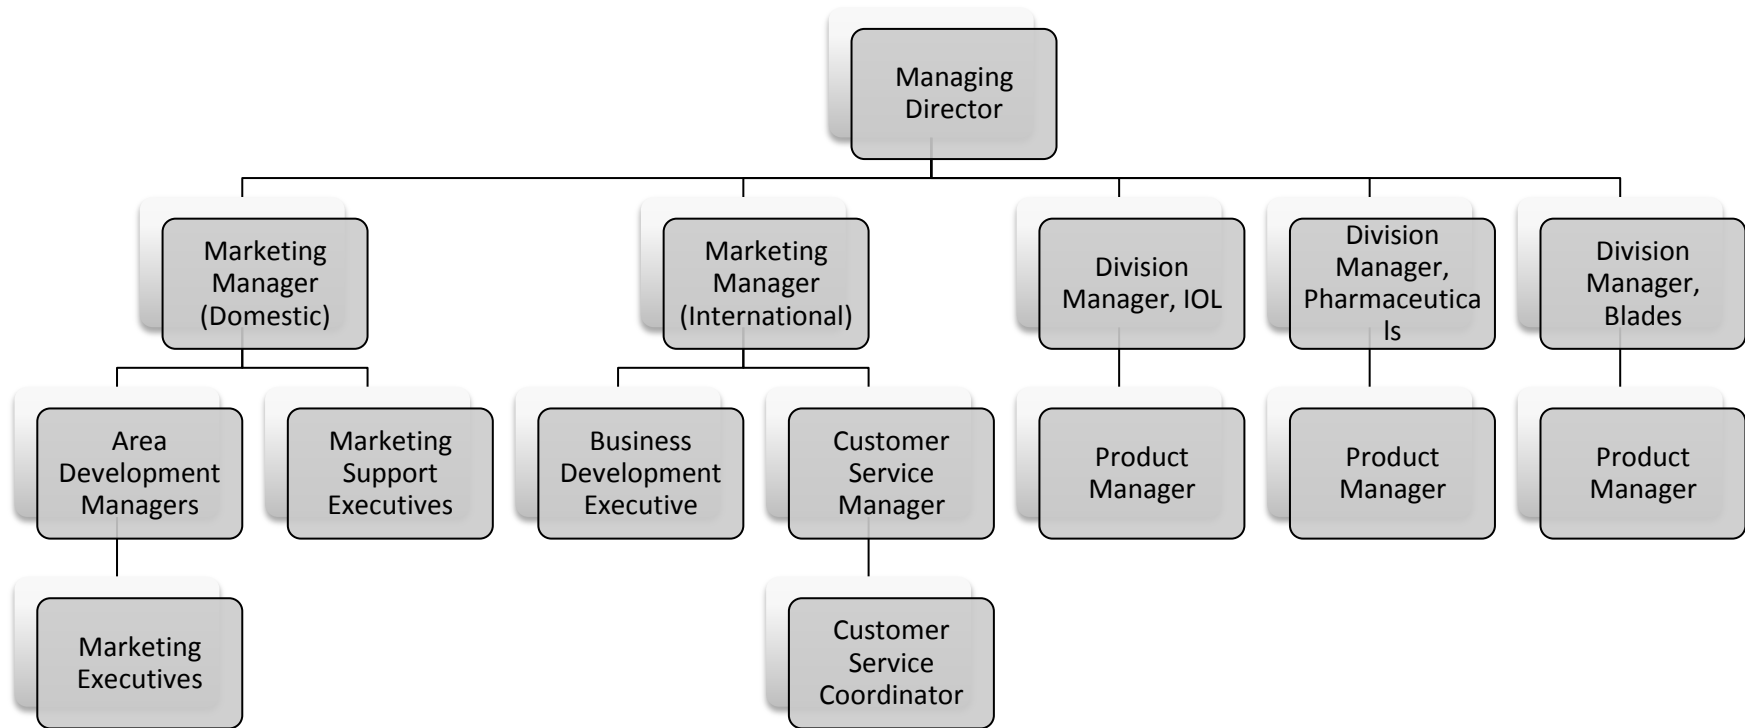 Managing
Director
Marketing
Manager
(Domestic)
Marketing
Manager
(International)
Division
Manager, IOL
Division
Manager,
Pharmaceutica
ls
Division
Manager,
Blades
Area
Development
Managers
Marketing
Support
Executives
Business
Development
Executive
Customer
Service
Manager
Product
Manager
Product
Manager
Product
Manager
Marketing
Executives
Customer
Service
Coordinator